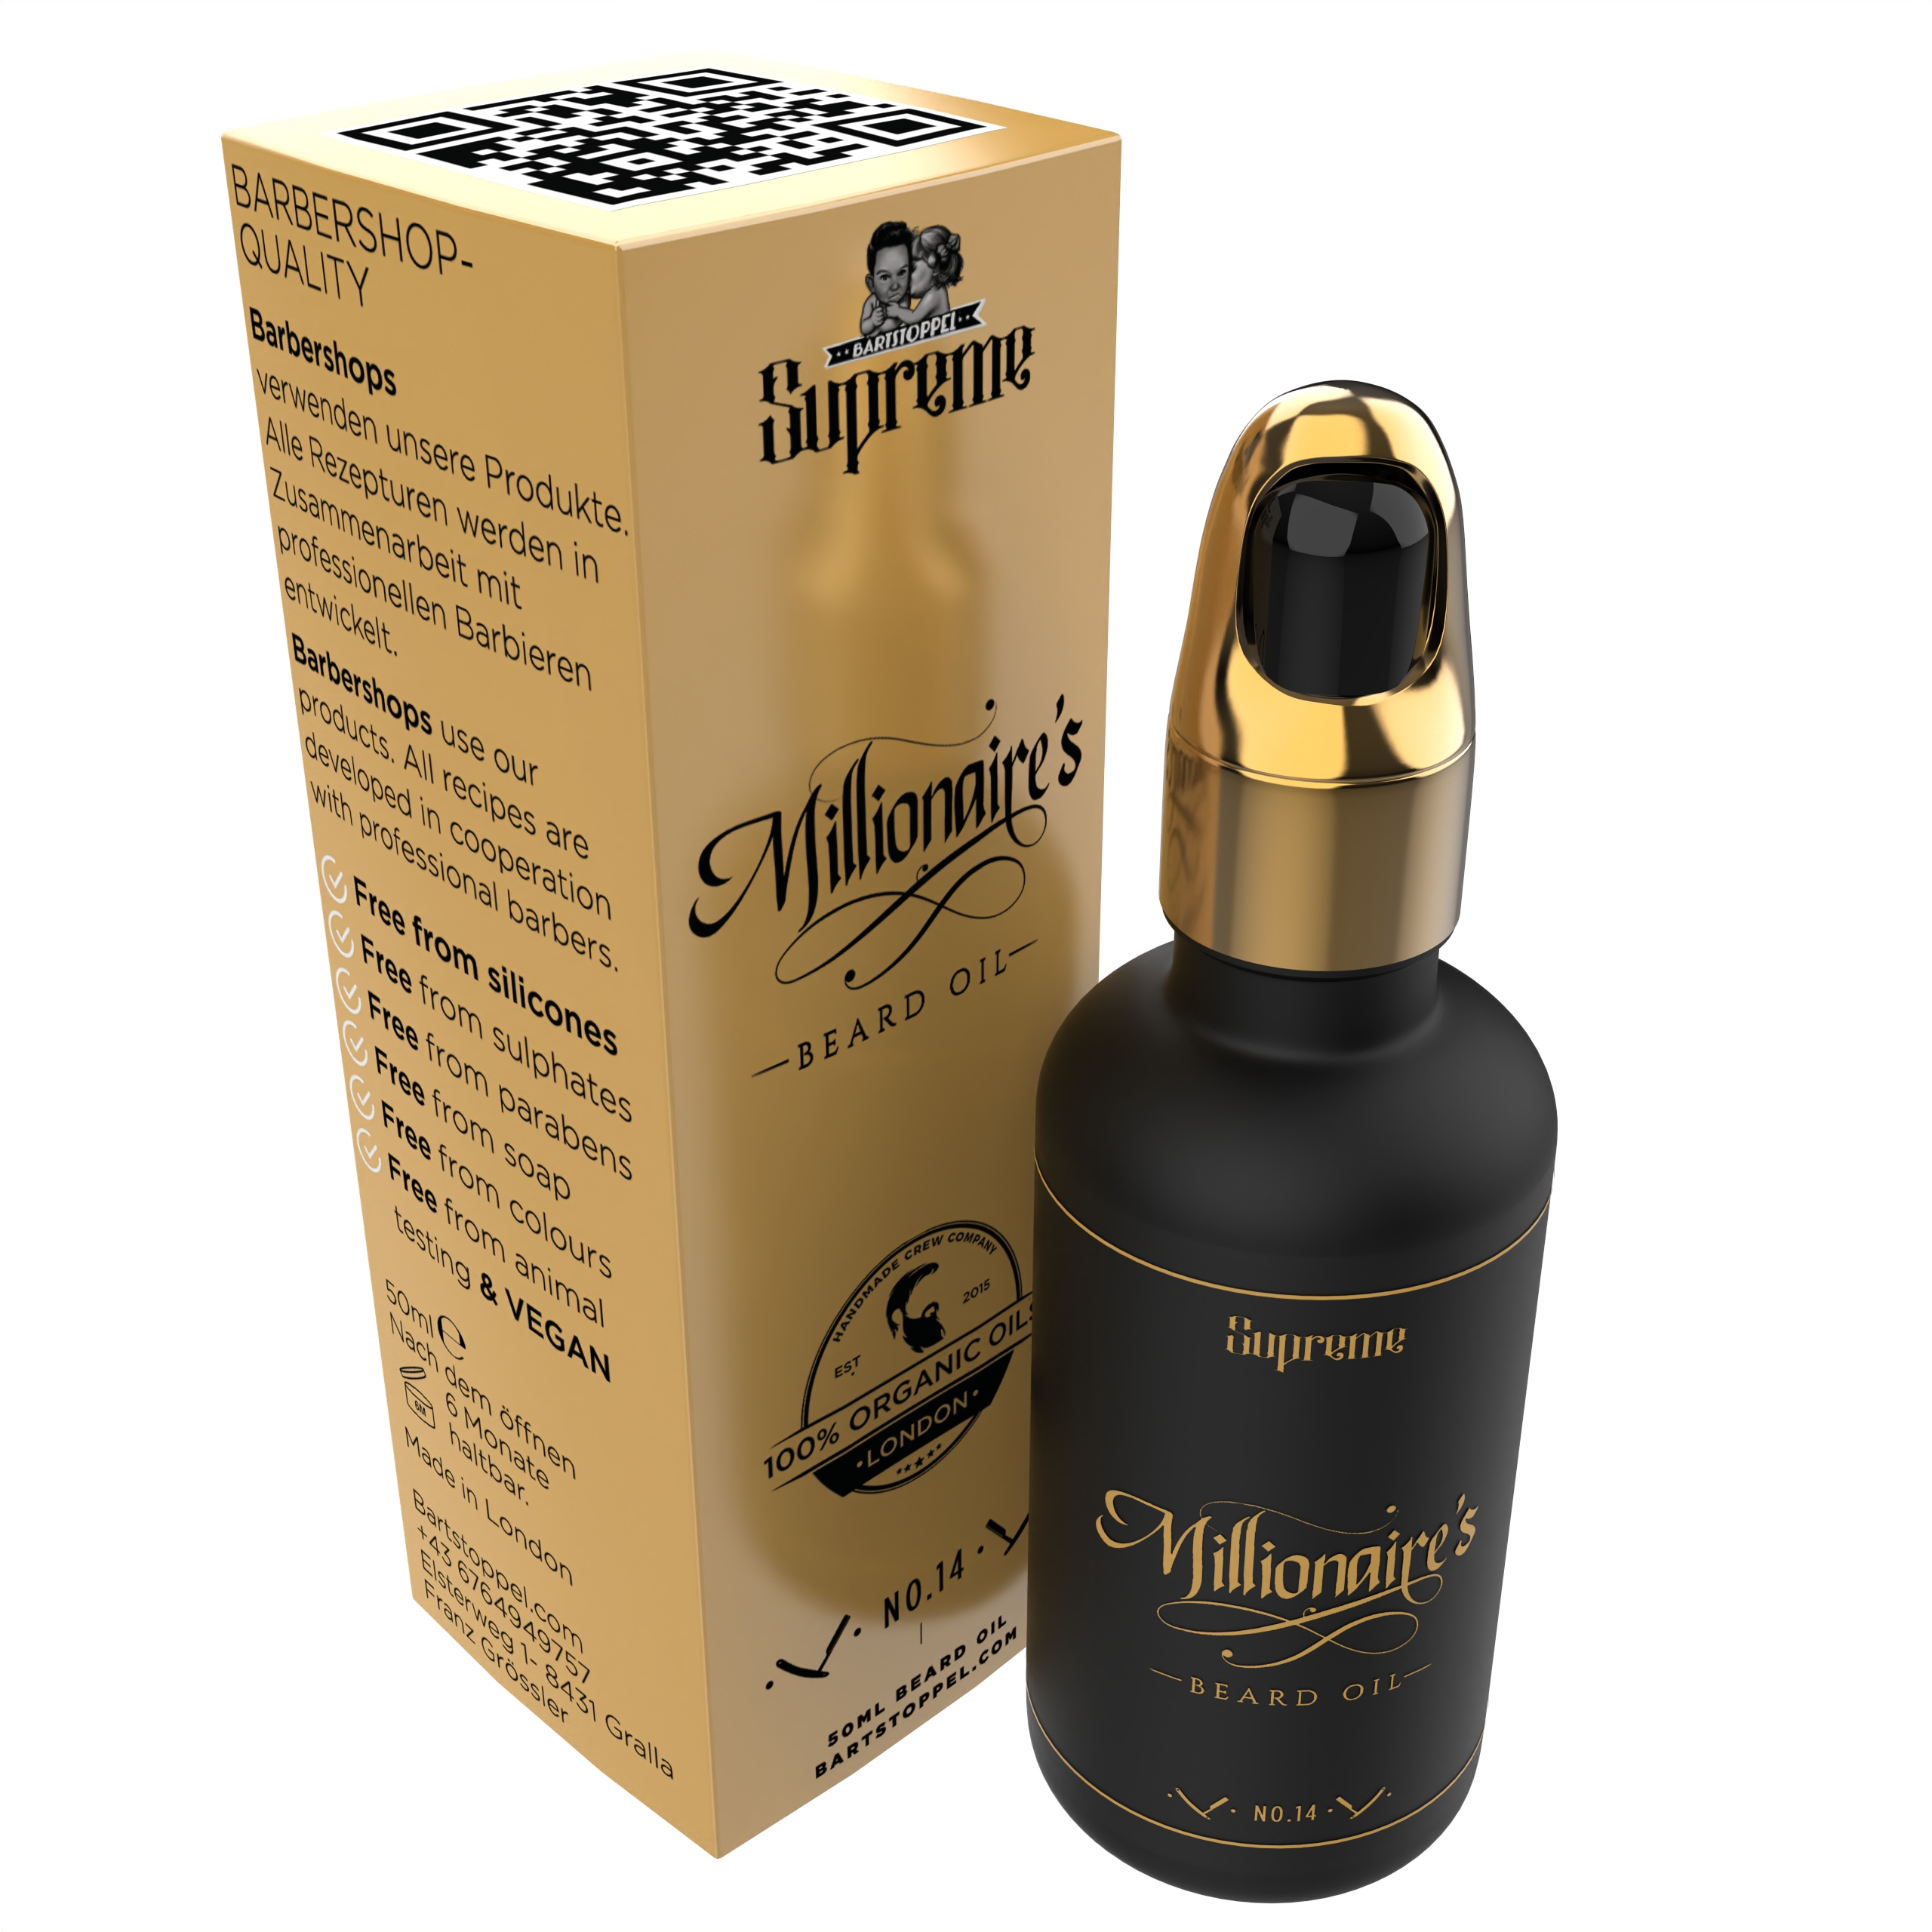 BARBERSHOP-
QUALITY
Barbershops
verwenden unsere Produkte.
Alle Rezepturen werden in
Zusammenarbeit mit
professionellen Barbieren
entwickelt.
Barbershops use our
products. All recipes are
developed in cooperation
with professional barbers.
Free from silicones
Free from sulphates
Free from parabens
Free from soap
Free from colours
Free from animal
testing & VEGAN
50ml ℮
Nach dem öffnen
6M
6 Monate
haltbar.
Made in London
Bartstoppel.com
+43 676 4949757
Elsterweg 1- 8431 Gralla
Franz Grössler
BARTSTOPPEL
Supreme
Millionaire's
BEARD OIL
HANDMADE CREW COMPANY
EST
2015
100% ORGANIC OILS
LONDON
NO.14
50ML BEARD OIL
BARTSTOPPEL.COM
Supreme
Millionaire's
BEARD OIL
NO.14